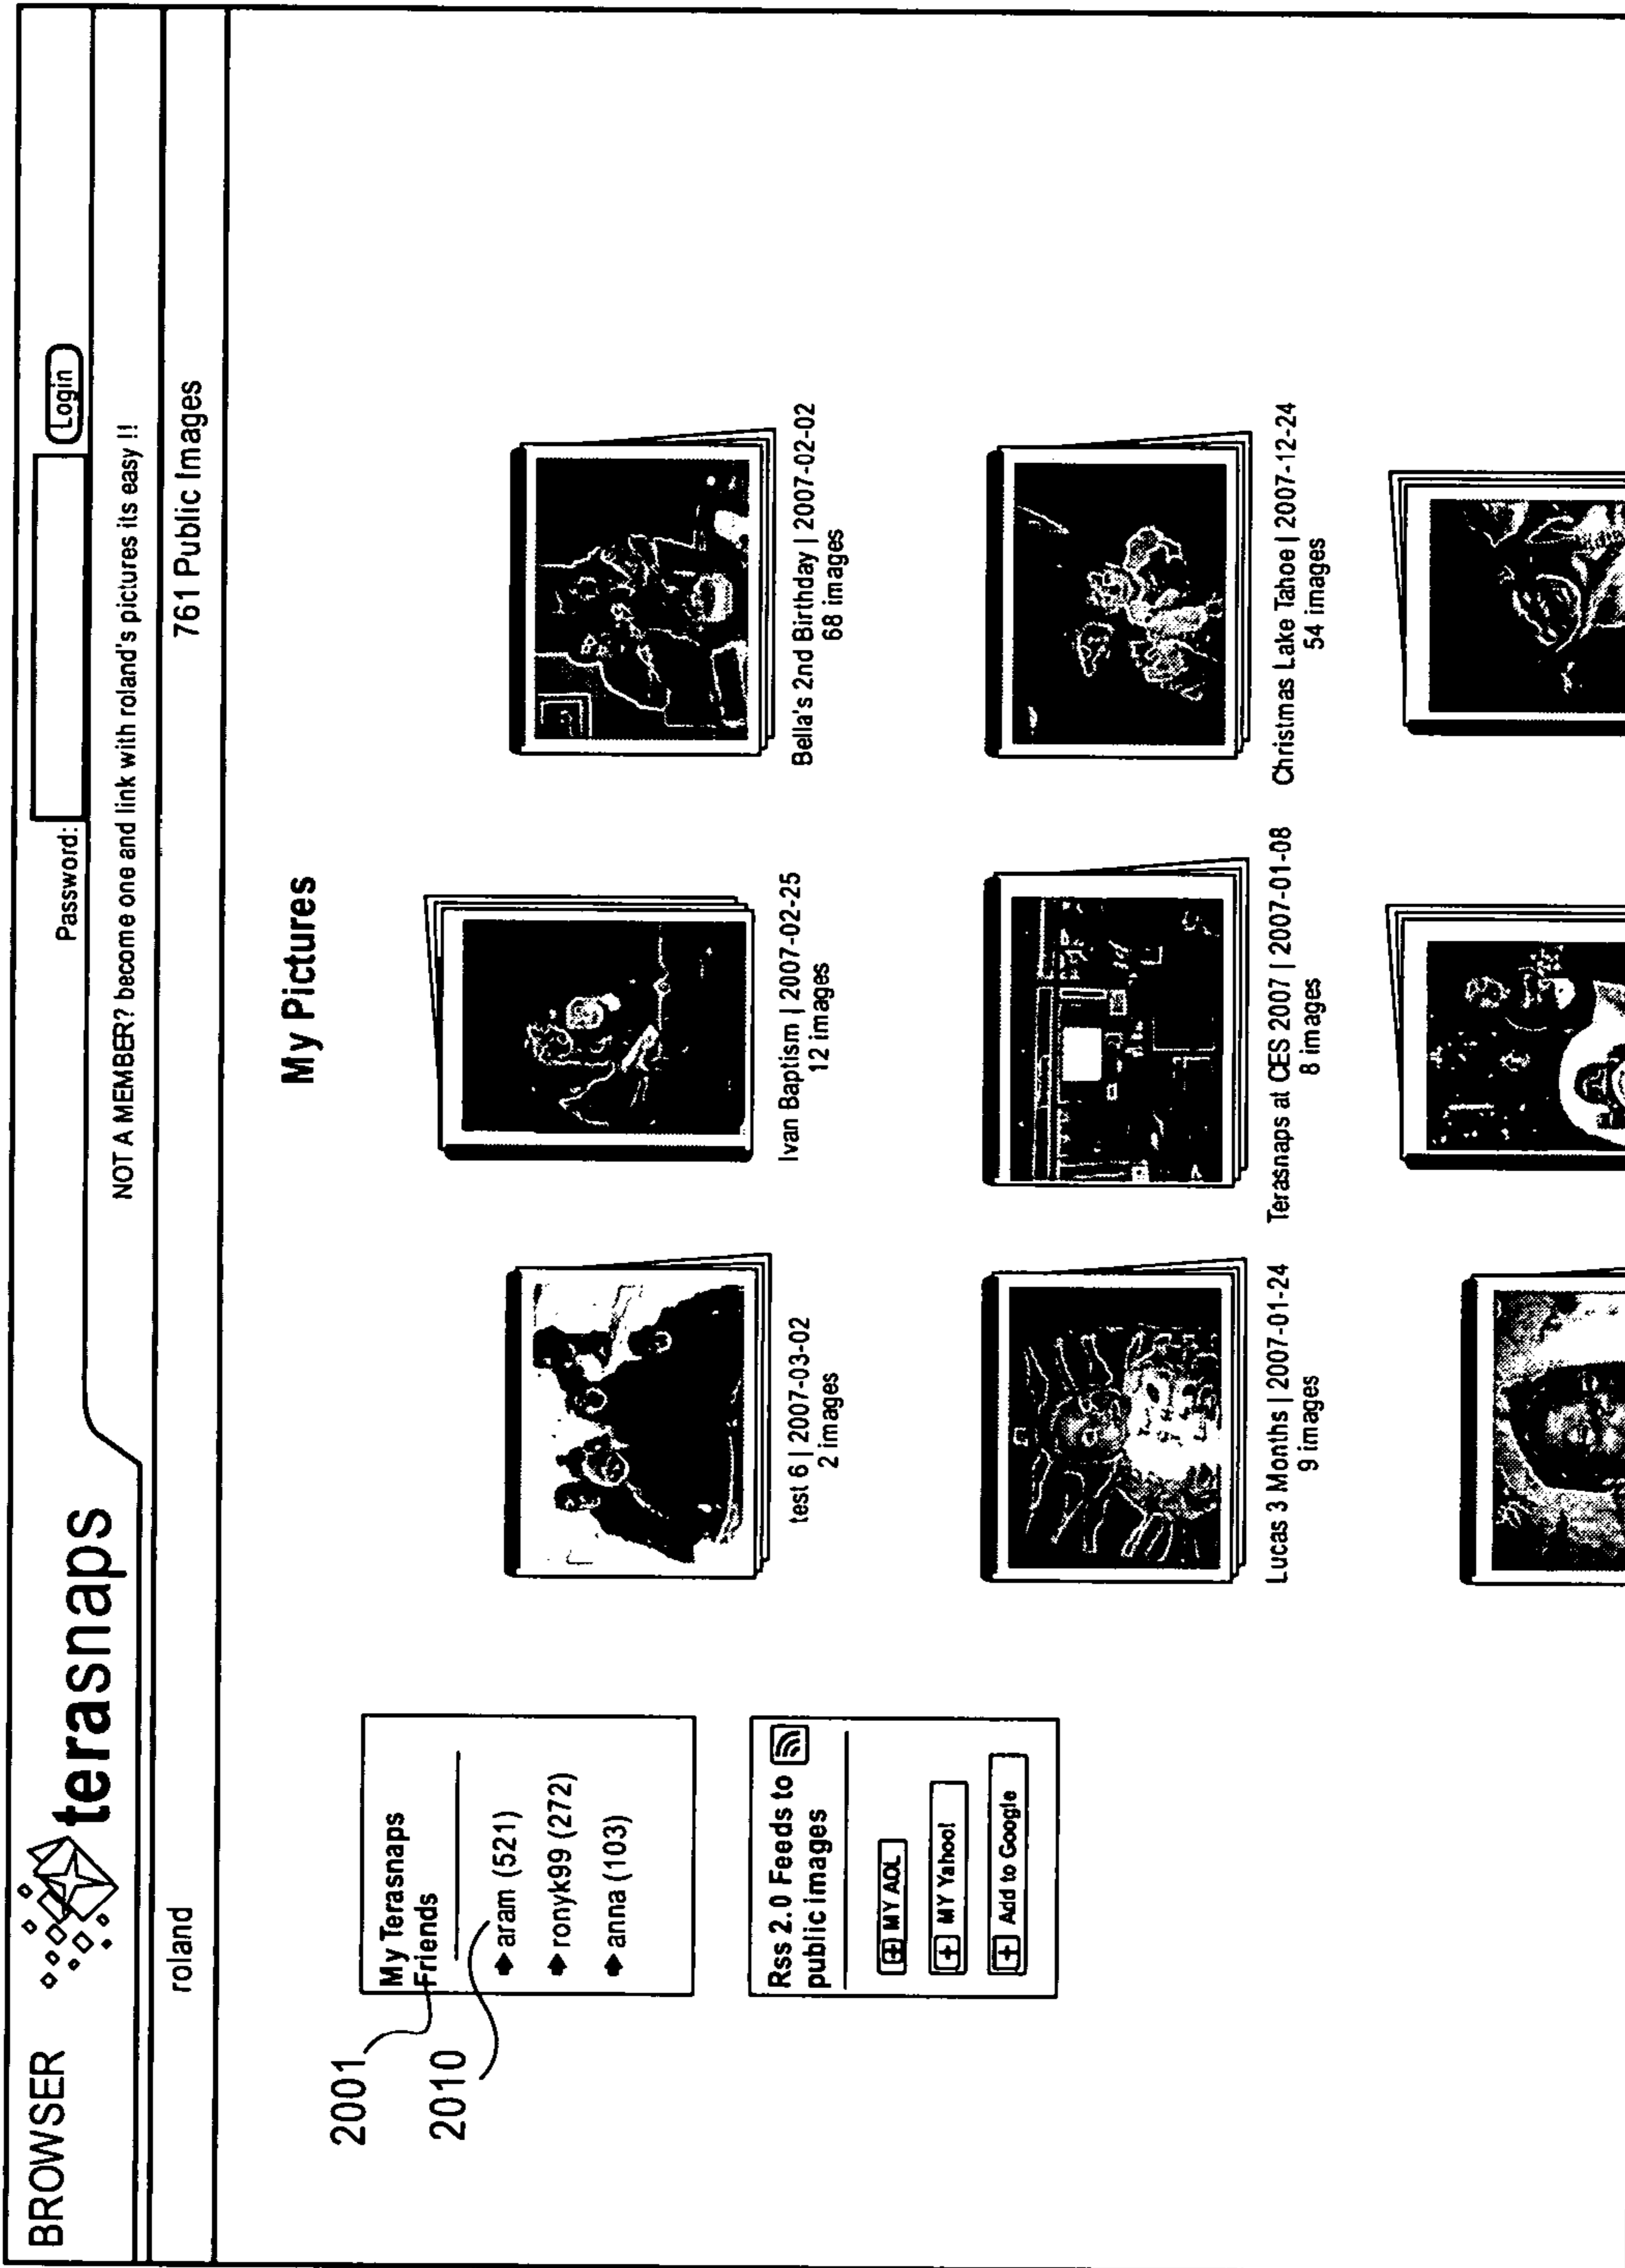 BROWSER
terasnaps
Password:
Login
NOT A MEMBER? become one and link with roland's pictures its easy !!
roland
761 Public Images
My Pictures
2001
2010
My Terasnaps
Friends
aram (521)
ronyk99 (272)
anna (103)
Rss 2.0 Feeds to
public images
MY AOL
MY Yahoo!
Add to Google
test 6 | 2007-03-02
2 images
Ivan Baptism | 2007-02-25
12 images
Bella's 2nd Birthday | 2007-02-02
68 images
Lucas 3 Months | 2007-01-24
9 images
Terasnaps at CES 2007 | 2007-01-08
8 images
Christmas Lake Tahoe | 2007-12-24
54 images